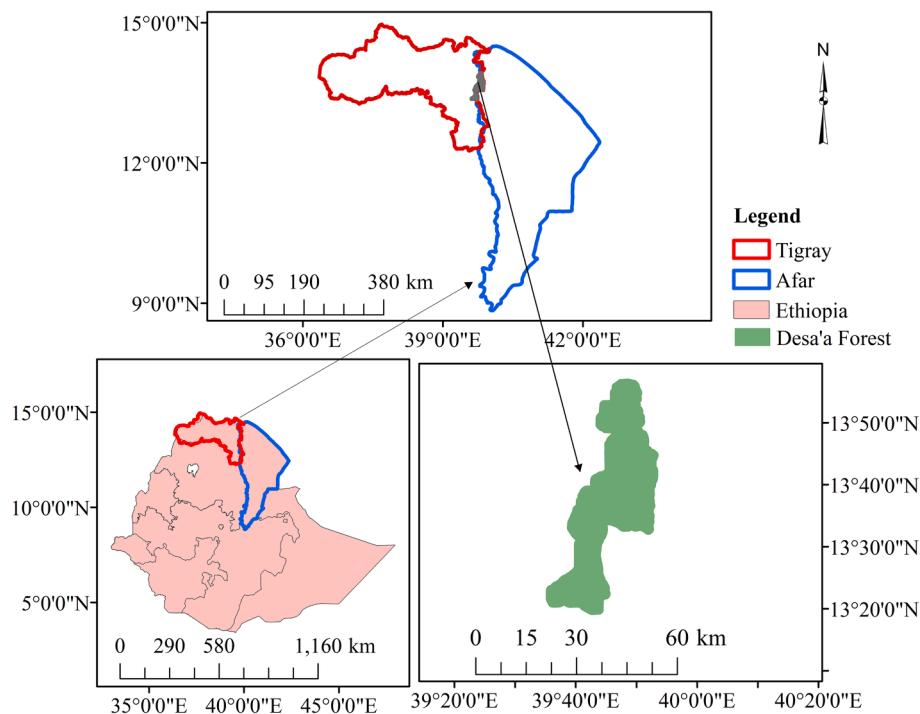 15°0'0"N
12°0'0"N
9°0'0"N
0 95 190 380 km
36°0'0"E 39°0'0"E 42°0'0"E
N
Legend
Tigray
Afar
Ethiopia
Desa'a Forest
15°0'0"N
10°0'0"N
5°0'0"N
0 290 580 1,160 km
35°0'0"E 40°0'0"E 45°0'0"E
13°50'0"N
13°40'0"N
13°30'0"N
13°20'0"N
0 15 30 60 km
39°20'0"E 39°40'0"E 40°0'0"E 40°20'0"E